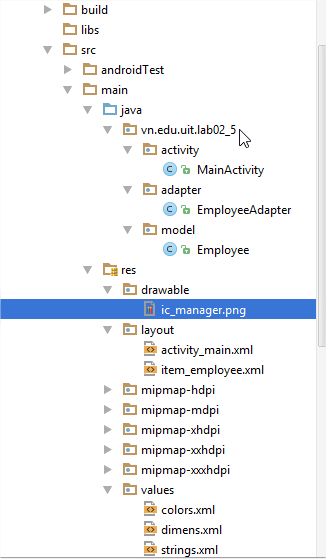 build
libs
src
androidTest
main
java
vn.edu.uit.lab02_5
activity
MainActivity
adapter
EmployeeAdapter
model
Employee
res
drawable
ic_manager.png
layout
activity_main.xml
item_employee.xml
mipmap-hdpi
mipmap-mdpi
mipmap-xhdpi
mipmap-xxhdpi
mipmap-xxxhdpi
values
colors.xml
dimens.xml
strings.xml